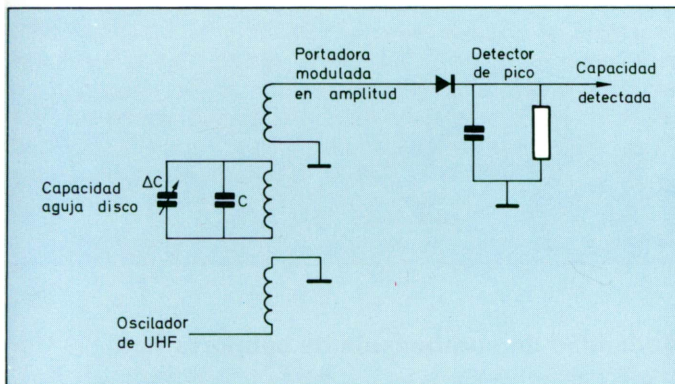 Portadora
modulada
en amplitud
Detector
de pico
Capacidad
detectada
Capacidad
aguja disco
ΔC
C
Oscilador
de UHF